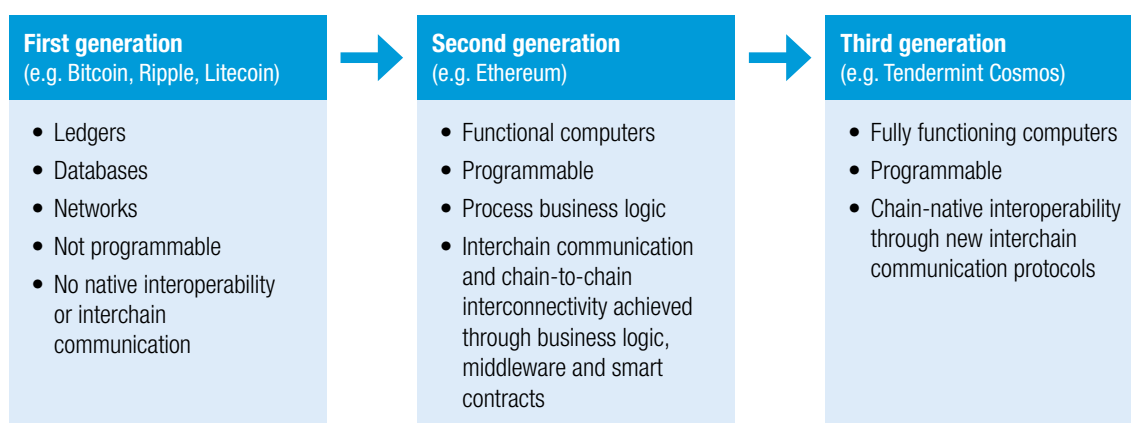 First generation
(e.g. Bitcoin, Ripple, Litecoin)
• Ledgers
• Databases
• Networks
• Not programmable
• No native interoperability
or interchain
communication
Second generation
(e.g. Ethereum)
• Functional computers
• Programmable
• Process business logic
• Interchain communication
and chain-to-chain
interconnectivity achieved
through business logic,
middleware and smart
contracts
Third generation
(e.g. Tendermint Cosmos)
• Fully functioning computers
• Programmable
• Chain-native interoperability
through new interchain
communication protocols